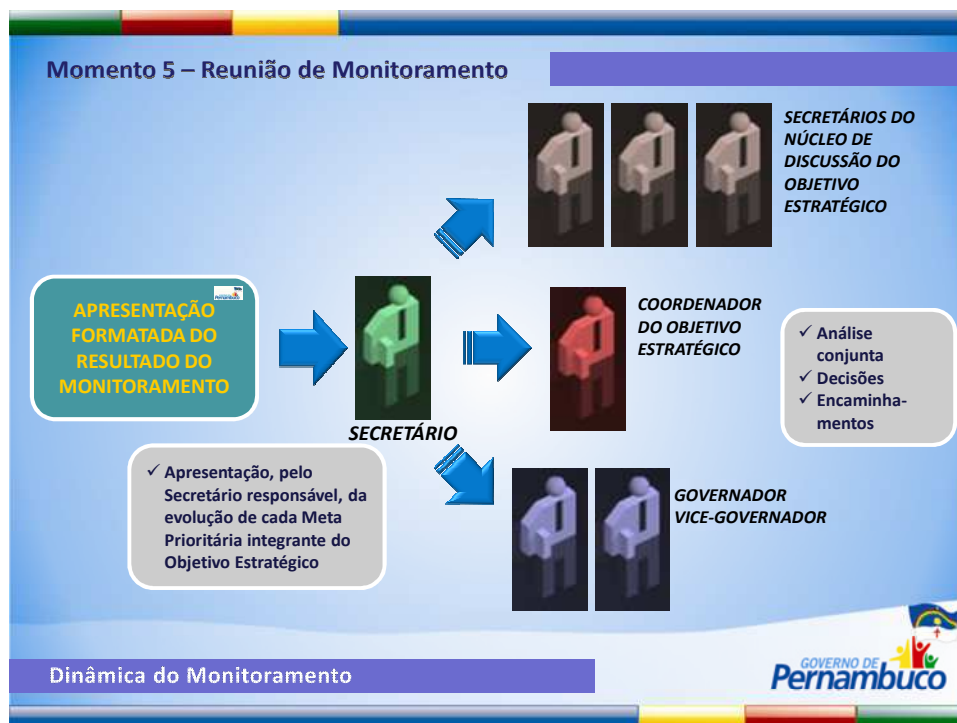 Momento 5 – Reunião de Monitoramento
SECRETÁRIOS DO
NÚCLEO DE
DISCUSSÃO DO
OBJETIVO
ESTRATÉGICO
APRESENTAÇÃO
FORMATADA DO
RESULTADO DO
MONITORAMENTO
SECRETÁRIO
COORDENADOR
DO OBJETIVO
ESTRATÉGICO
✓ Análise
conjunta
✓ Decisões
✓ Encaminha-
mentos
✓ Apresentação, pelo
Secretário responsável, da
evolução de cada Meta
Prioritária integrante do
Objetivo Estratégico
GOVERNADOR
VICE-GOVERNADOR
Dinâmica do Monitoramento
GOVERNO DE
Pernambuco